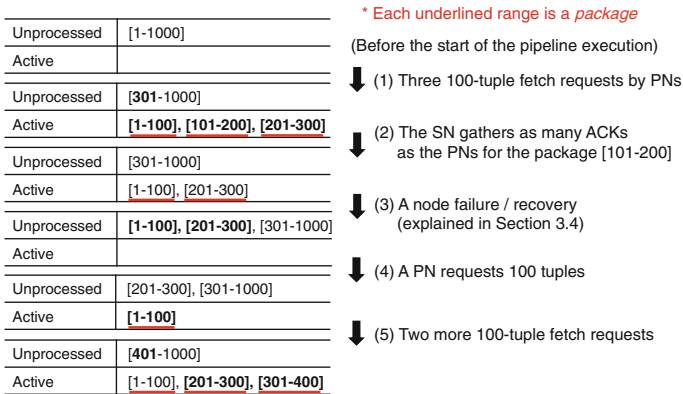 * Each underlined range is a package
Unprocessed [1-1000]
Active
(Before the start of the pipeline execution)
(1) Three 100-tuple fetch requests by PNs
Unprocessed [301-1000]
Active [1-100], [101-200], [201-300]
(2) The SN gathers as many ACKs
as the PNs for the package [101-200]
Unprocessed [301-1000]
Active [1-100], [201-300]
(3) A node failure / recovery
(explained in Section 3.4)
Unprocessed [1-100], [201-300], [301-1000]
Active
(4) A PN requests 100 tuples
Unprocessed [201-300], [301-1000]
Active [1-100]
(5) Two more 100-tuple fetch requests
Unprocessed [401-1000]
Active [1-100], [201-300], [301-400]